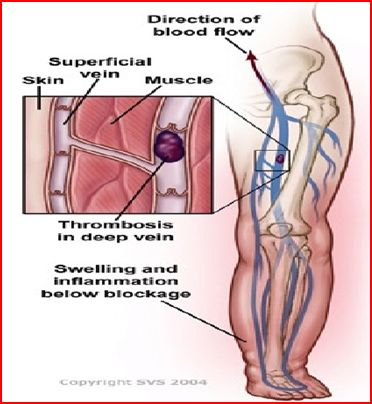 Direction of
blood flow
Superficial
vein
Skin
Muscle
Thrombosis
in deep vein
Swelling and
inflammation
below blockage
Copyright SVS 2004